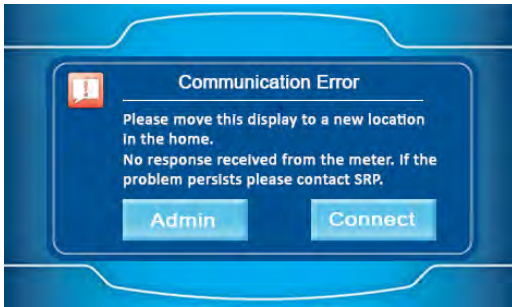 Communication Error
Please move this display to a new location
in the home.
No response received from the meter. If the
problem persists please contact SRP.
Admin
Connect